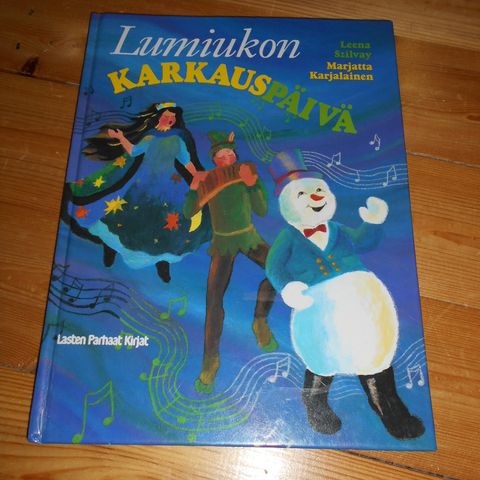 Lumiukon
KARKAUSPÄIVÄ
Leena
Szilvay
Marjatta
Karjalainen
Lasten Parhaat Kirjat